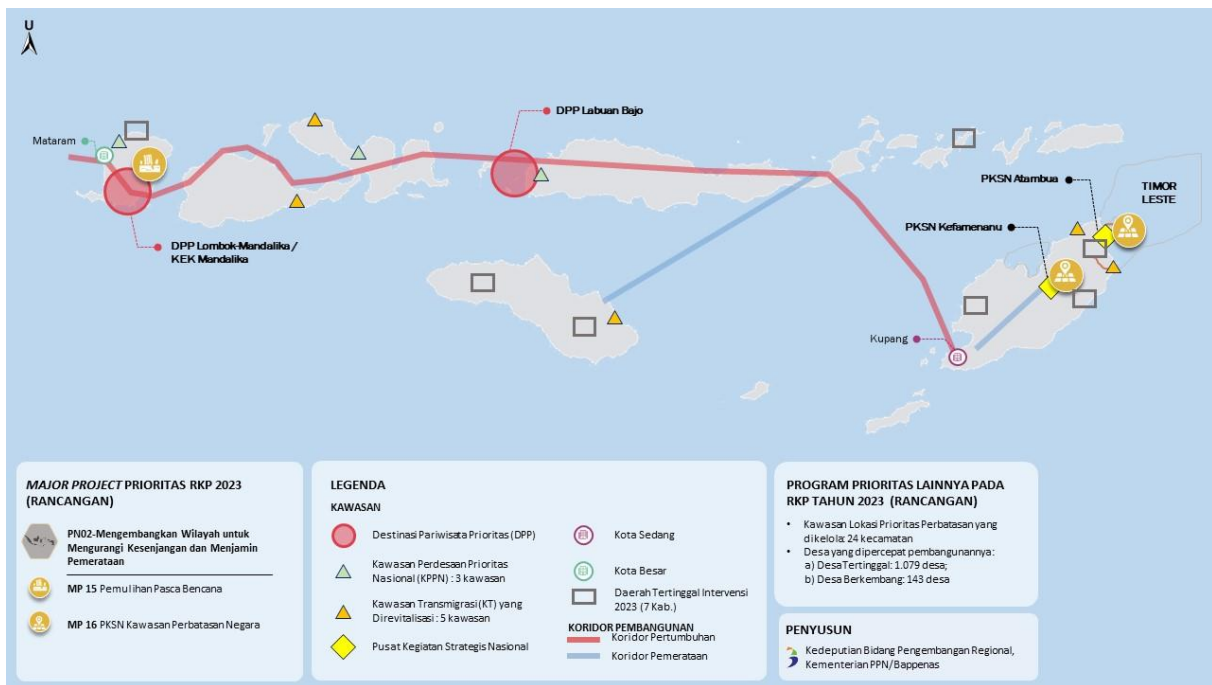 U
DPP Labuan Bajo
Mataram
PKSN Atambua
TIMOR
LESTE
PKSN Kefamenanu
DPP Lombok-Mandalika /
KEK Mandalika
Kupang
MAJOR PROJECT PRIORITAS RKP 2023
(RANCANGAN)
PN02-Mengembangkan Wilayah untuk
Mengurangi Kesenjangan dan Menjamin
Pemerataan
MP 15 Pemulihan Pasca Bencana
MP 16 PKSN Kawasan Perbatasan Negara
LEGENDA
KAWASAN
Destinasi Pariwisata Prioritas (DPP)
Kawasan Perdesaan Prioritas
Nasional (KPPN) : 3 kawasan
Kawasan Transmigrasi (KT) yang
Direvitalisasi : 5 kawasan
Pusat Kegiatan Strategis Nasional
Kota Sedang
Kota Besar
Daerah Tertinggal Intervensi
2023 (7 Kab.)
KORIDOR PEMBANGUNAN
Koridor Pertumbuhan
Koridor Pemerataan
PROGRAM PRIORITAS LAINNYA PADA
RKP TAHUN 2023 (RANCANGAN)
• Kawasan Lokasi Prioritas Perbatasan yang
dikelola: 24 kecamatan
• Desa yang dipercepat pembangunannya:
a) Desa Tertinggal: 1.079 desa;
b) Desa Berkembang: 143 desa
PENYUSUN
Kedeputian Bidang Pengembangan Regional,
Kementerian PPN/Bappenas